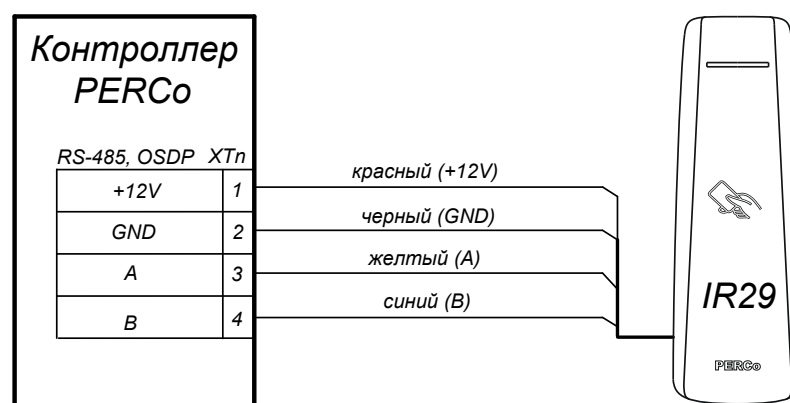 Контроллер
PERCo
RS-485, OSDP XTn
+12V 1
GND 2
A 3
B 4
красный (+12V)
черный (GND)
желтый (A)
синий (B)
IR29
PERCo